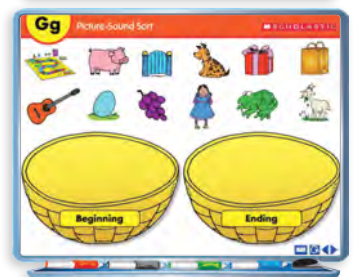 Gg
Picture-Sound Sort
SCHOLASTIC
Beginning
Ending